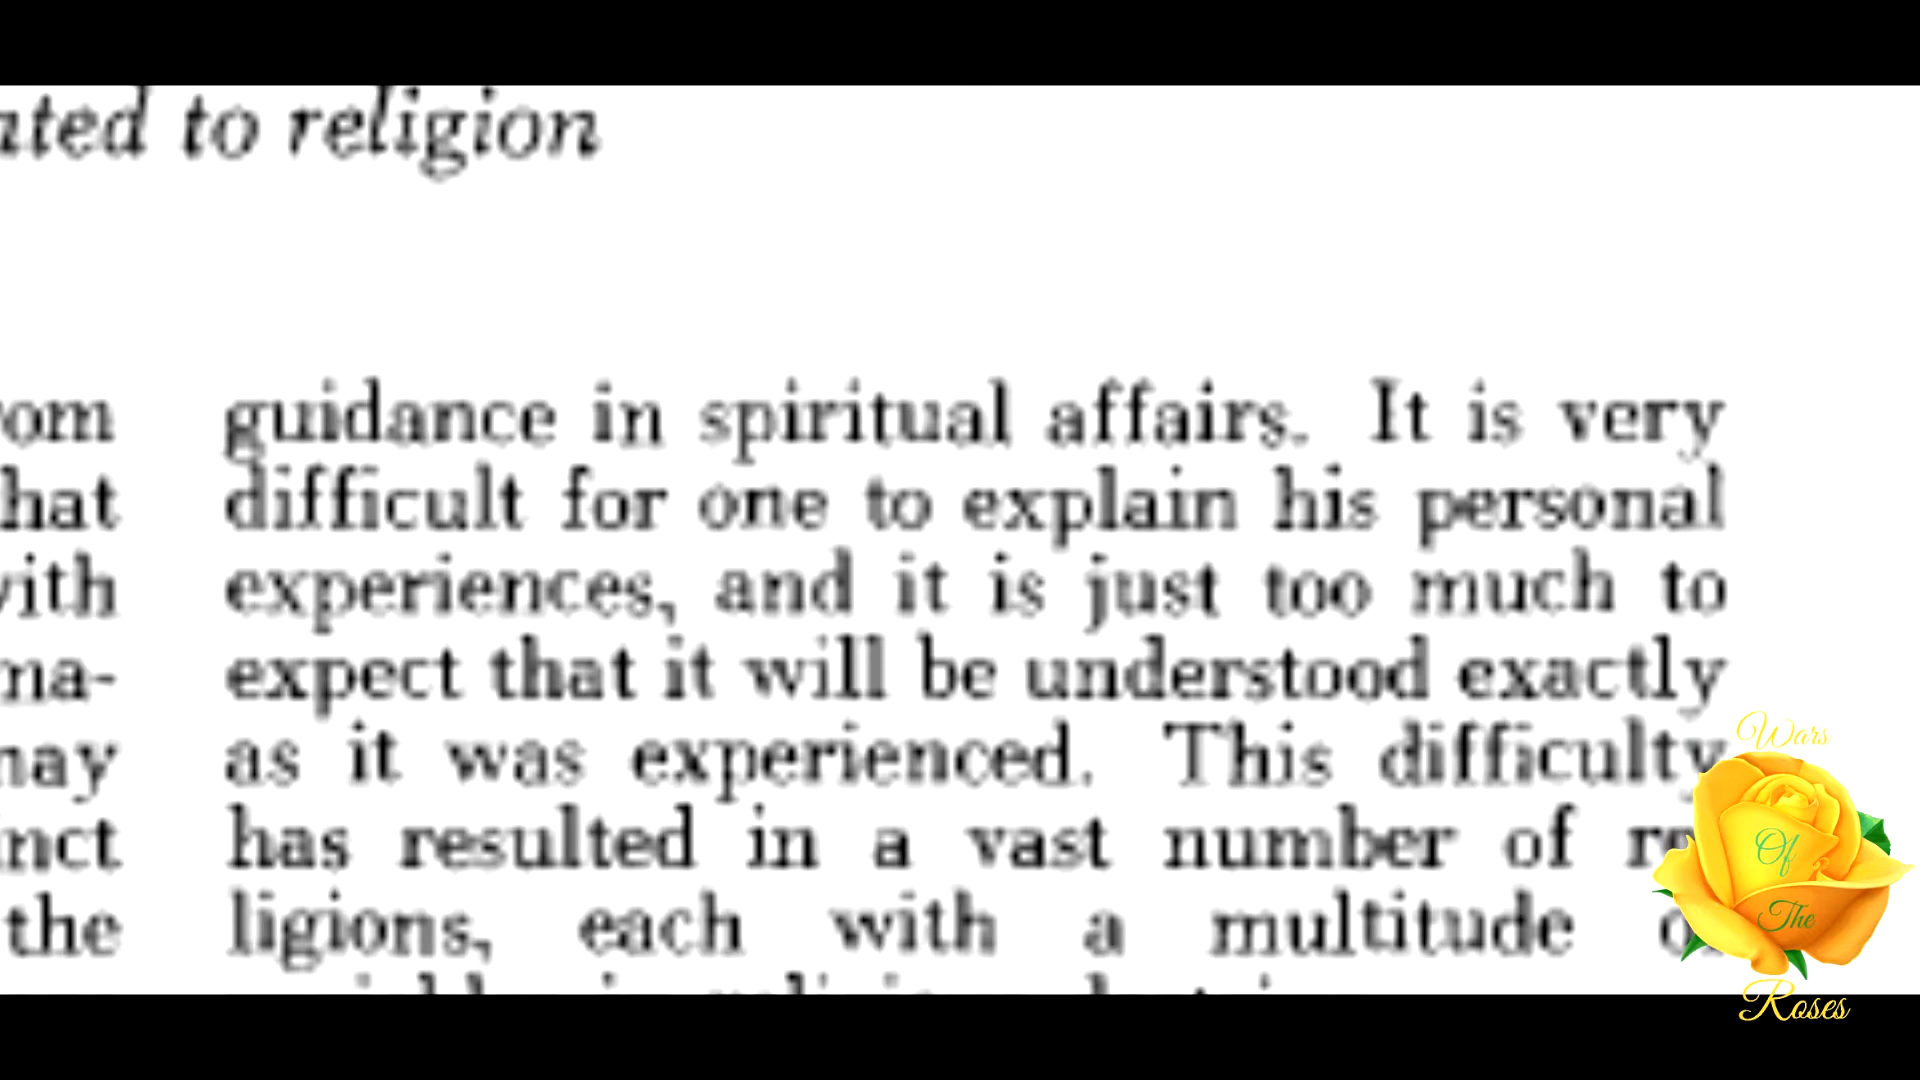 to religion
guidance in spiritual affairs. It is very
difficult for one to explain his personal
experiences, and it is just too much to
expect that it will be understood exactly
as it was experienced. This difficulty
has resulted in a vast number of
ligions, each with a multitude
the
Wars
Of
The
Roses